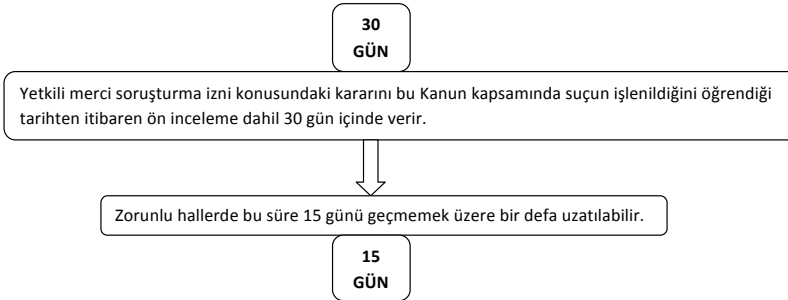 30
GÜN
Yetkili merci soruşturma izni konusundaki kararını bu Kanun kapsamında suçun işlenildiğini öğrendiği
tarihten itibaren ön inceleme dahil 30 gün içinde verir.
Zorunlu hallerde bu süre 15 günü geçmemek üzere bir defa uzatılabilir.
15
GÜN